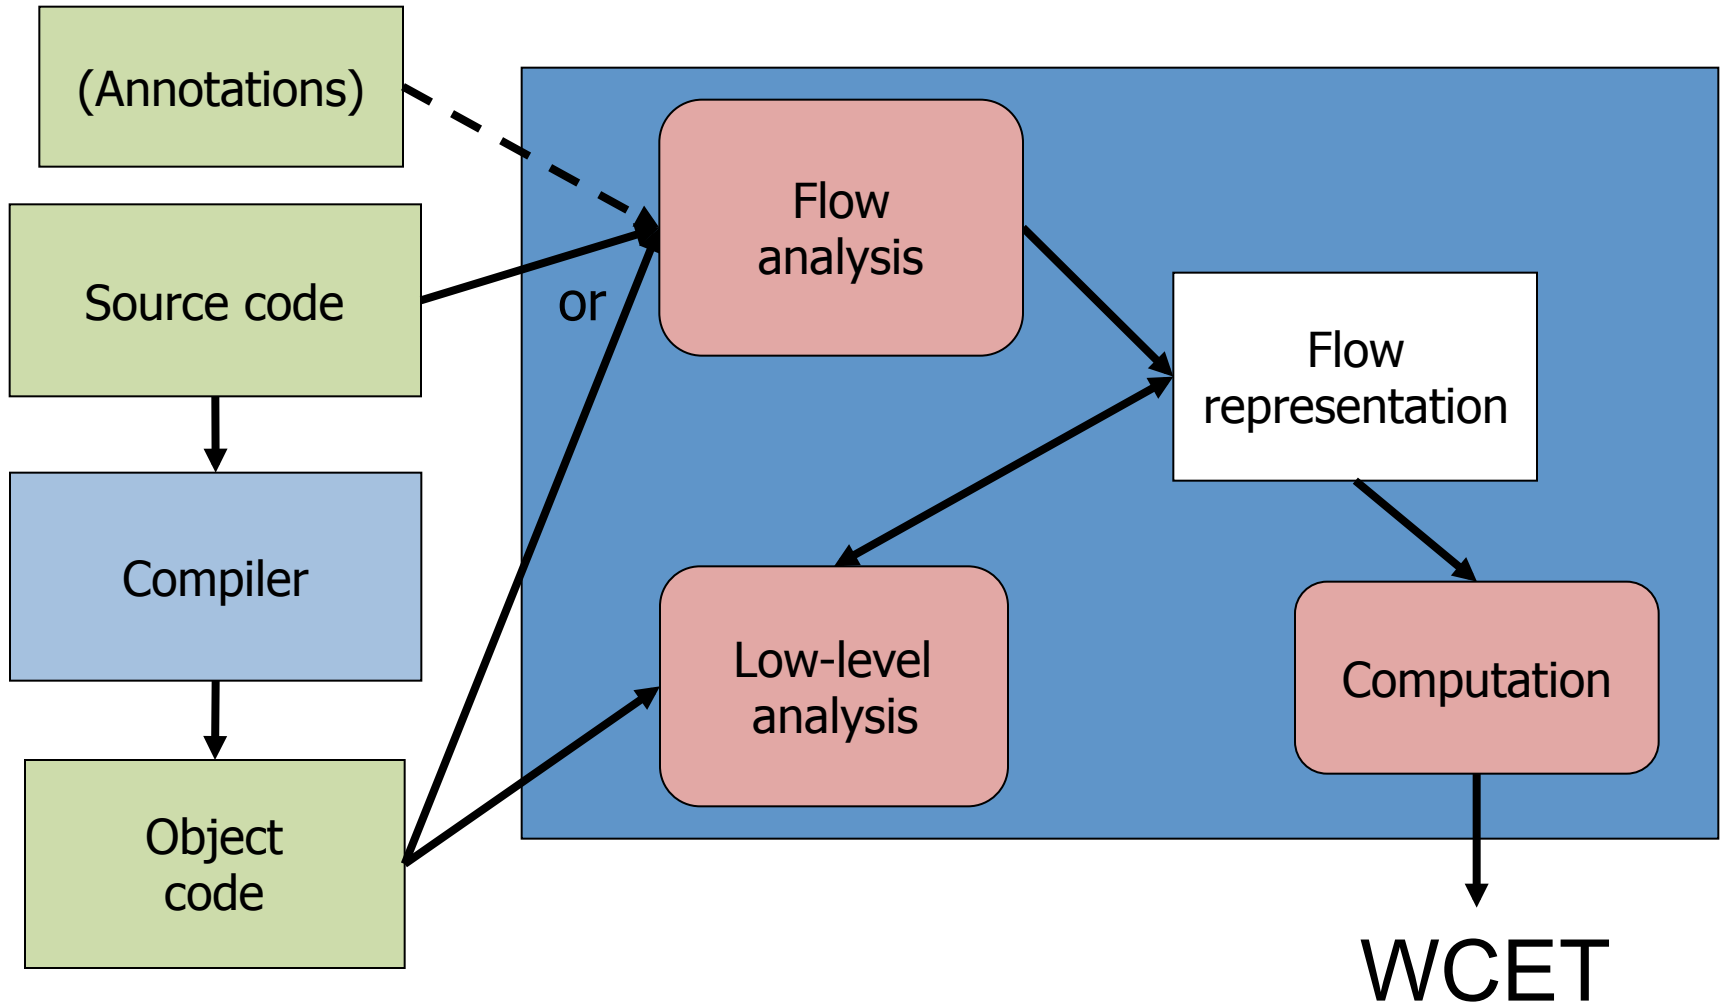 (Annotations)
Source code
Compiler
Object
code
or
Flow
analysis
Flow
representation
Low-level
analysis
Computation
WCET